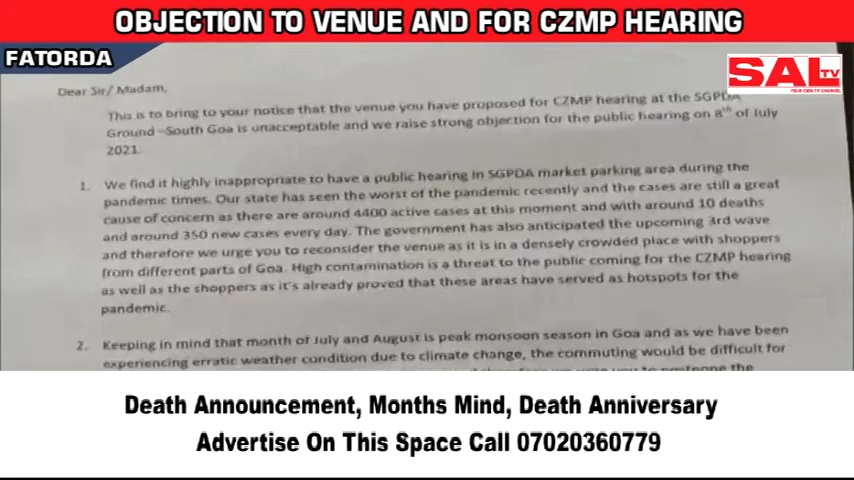 OBJECTION TO VENUE AND FOR CZMP HEARING
FATORDA
SAL TV
YOUR OWN TV CHANNEL
Dear Sir/ Madam,
This is to bring to your notice that the venue you have proposed for CZMP hearing at the SGPDA
Ground –South Goa is unacceptable and we raise strong objection for the public hearing on 8th of July
2021.
1. We find it highly inappropriate to have a public hearing in SGPDA market parking area during the
pandemic times. Our state has seen the worst of the pandemic recently and the cases are still a great
cause of concern as there are around 4400 active cases at this moment and with around 10 deaths
and around 350 new cases every day. The government has also anticipated the upcoming 3rd wave
and therefore we urge you to reconsider the venue as it is in a densely crowded place with shoppers
from different parts of Goa. High contamination is a threat to the public coming for the CZMP hearing
as well as the shoppers as it's already proved that these areas have served as hotspots for the
pandemic.
2. Keeping in mind that month of July and August is peak monsoon season in Goa and as we have been
experiencing erratic weather condition due to climate change, the commuting would be difficult for
therefore we urge you to postpone the
Death Announcement, Months Mind, Death Anniversary
Advertise On This Space Call 07020360779